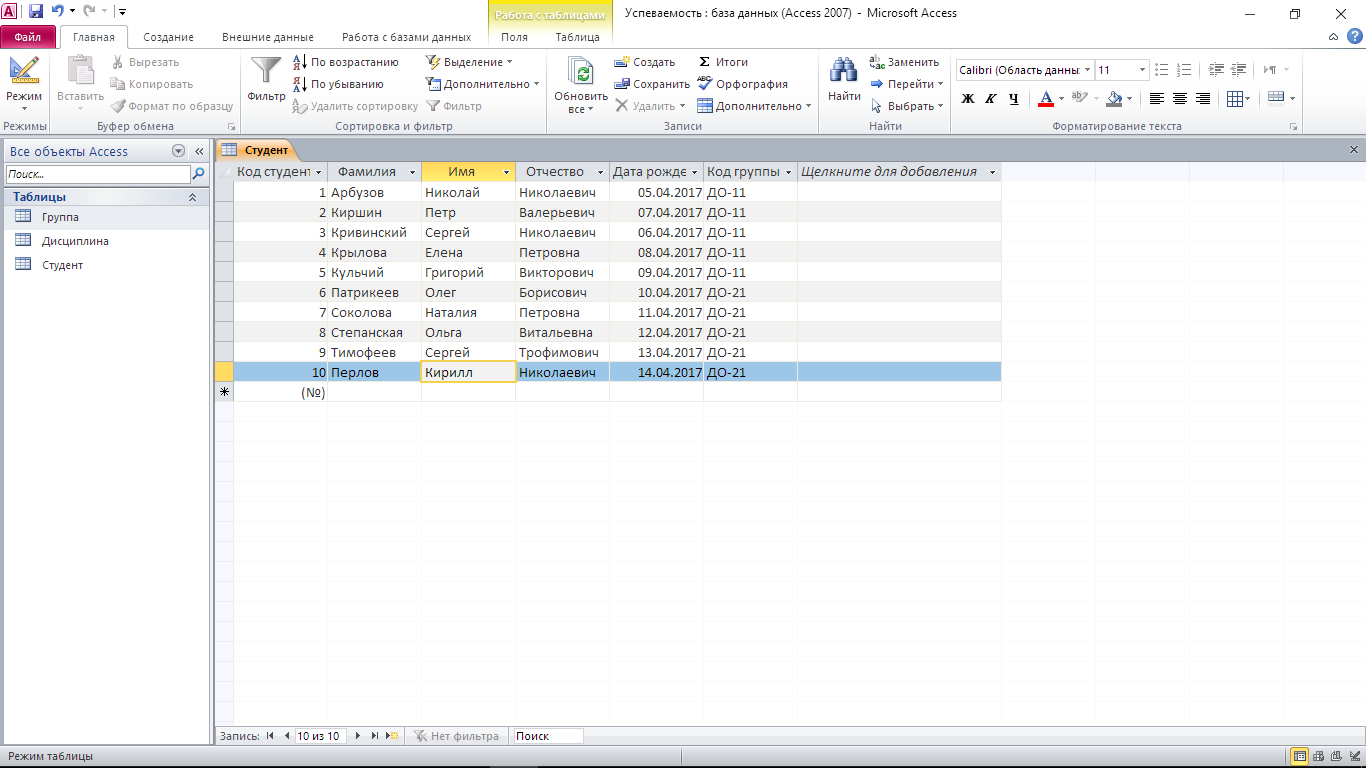 Работа с таблицами
Успеваемость : база данных (Access 2007) - Microsoft Access
Файл Главная Создание Внешние данные Работа с базами данных Поля Таблица
Режим
Режимы
Вставить
Вырезать
Копировать
Формат по образцу
Буфер обмена
Фильтр
По возрастанию
По убыванию
Удалить сортировку
Выделение
Дополнительно
Фильтр
Сортировка и фильтр
Обновить
все
Создать
Сохранить
Удалить
Итоги
Орфография
Дополнительно
Записи
Найти
Заменить
Перейти
Выбрать
Найти
Calibri (Область данны: 11
Ж К Ч
Форматирование текста
Все объекты Access
Поиск...
Таблицы
Группа
Дисциплина
Студент
Студент
Код студент Фамилия Имя Отчество Дата рожде Код группы Щелкните для добавления
1 Арбузов Николай Николаевич 05.04.2017 ДО-11
2 Киршин Петр Валерьевич 07.04.2017 ДО-11
3 Кривинский Сергей Николаевич 06.04.2017 ДО-11
4 Крылова Елена Петровна 08.04.2017 ДО-11
5 Кульчий Григорий Викторович 09.04.2017 ДО-11
6 Патрикеев Олег Борисович 10.04.2017 ДО-21
7 Соколова Наталия Петровна 11.04.2017 ДО-21
8 Степанская Ольга Витальевна 12.04.2017 ДО-21
9 Тимофеев Сергей Трофимович 13.04.2017 ДО-21
10 Перлов Кирилл Николаевич 14.04.2017 ДО-21
(№)
Запись: 10 из 10 Нет фильтра Поиск
Режим таблицы